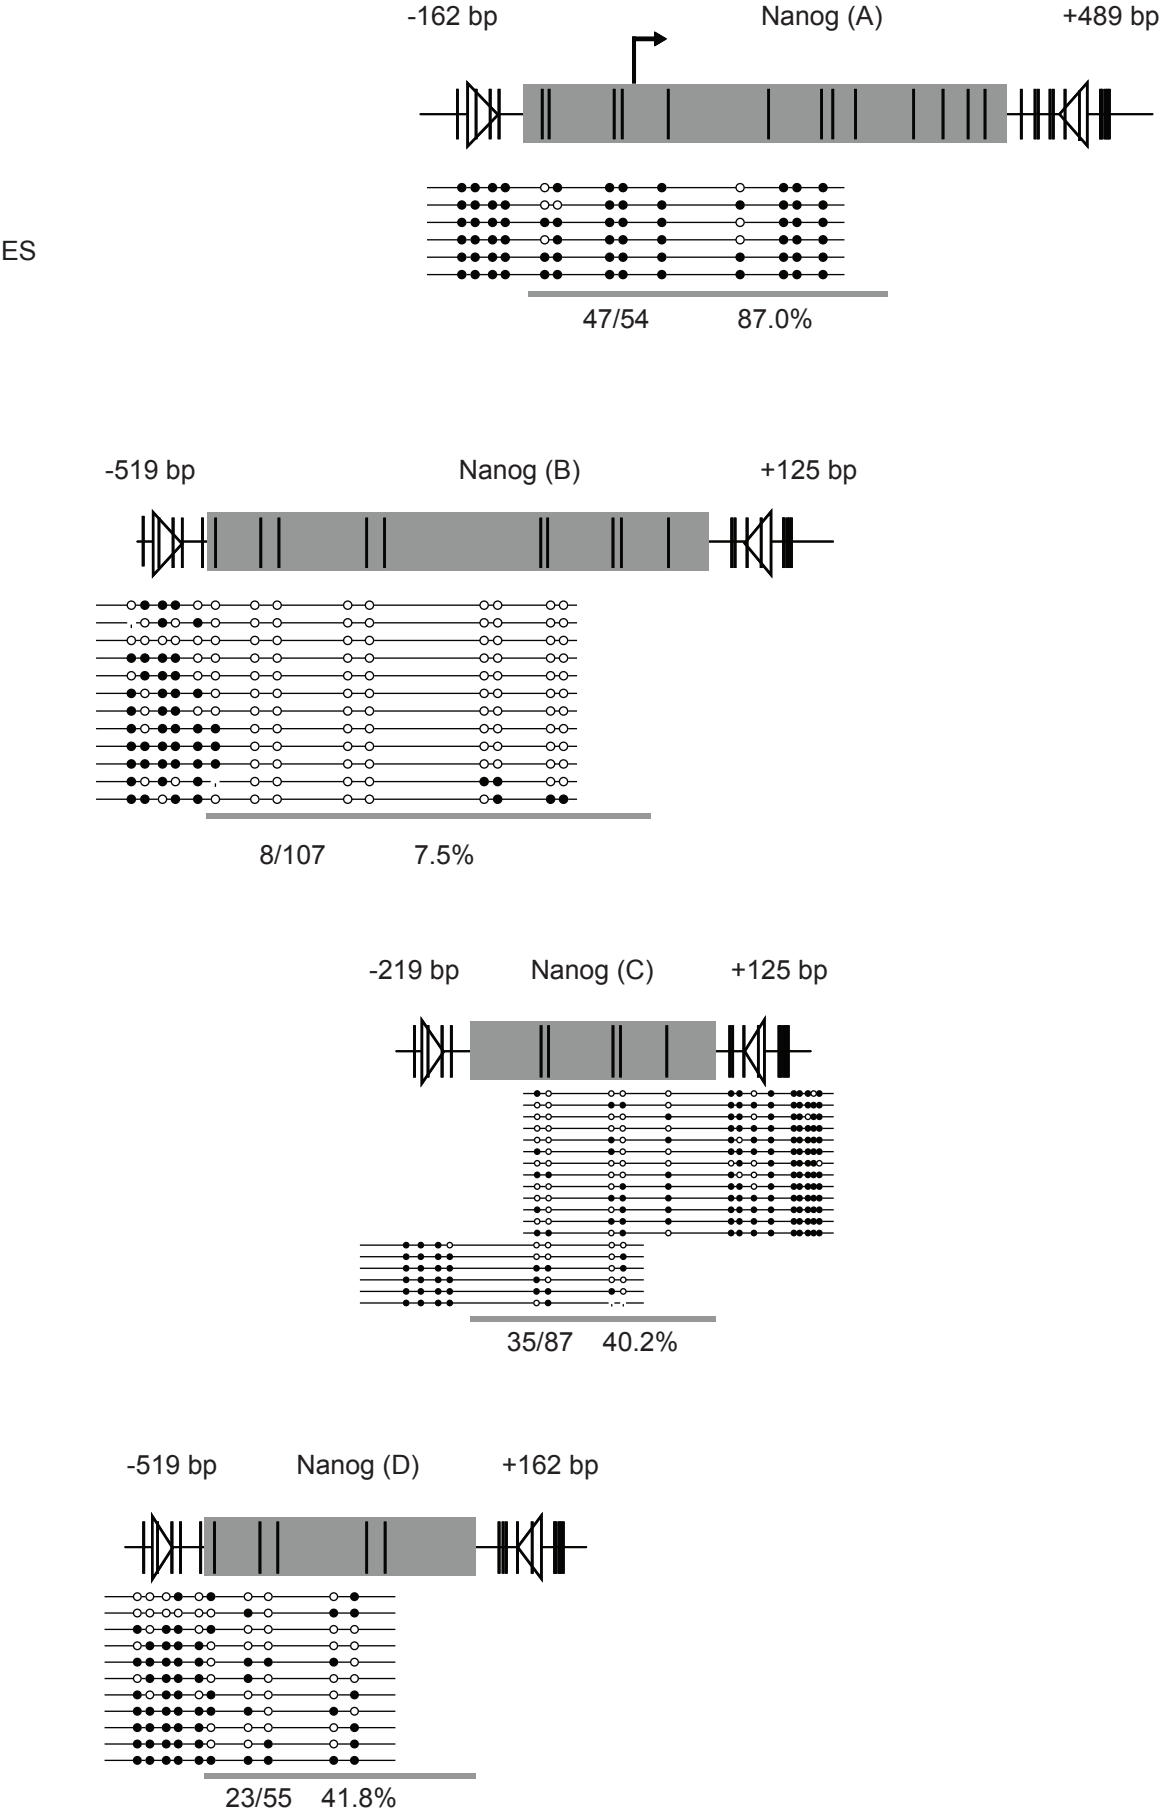 -162 bp Nanog (A) +489 bp
ES
47/54 87.0%
-519 bp Nanog (B) +125 bp
8/107 7.5%
-219 bp Nanog (C) +125 bp
35/87 40.2%
-519 bp Nanog (D) +162 bp
23/55 41.8%